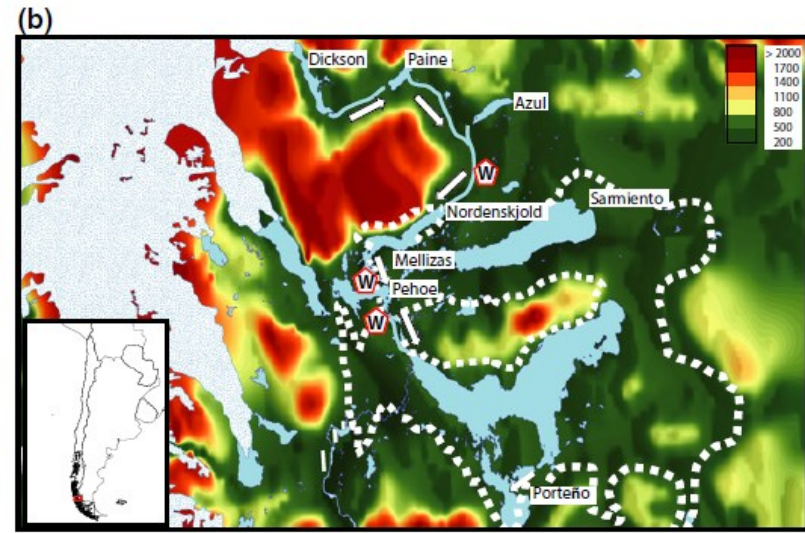 (b)
Dickson
Paine
> 2000
1700
1400
1100
800
500
200
Azul
W
Nordenskjold
Sarmiento
Mellizas
W
Pehoe
W
Porteño